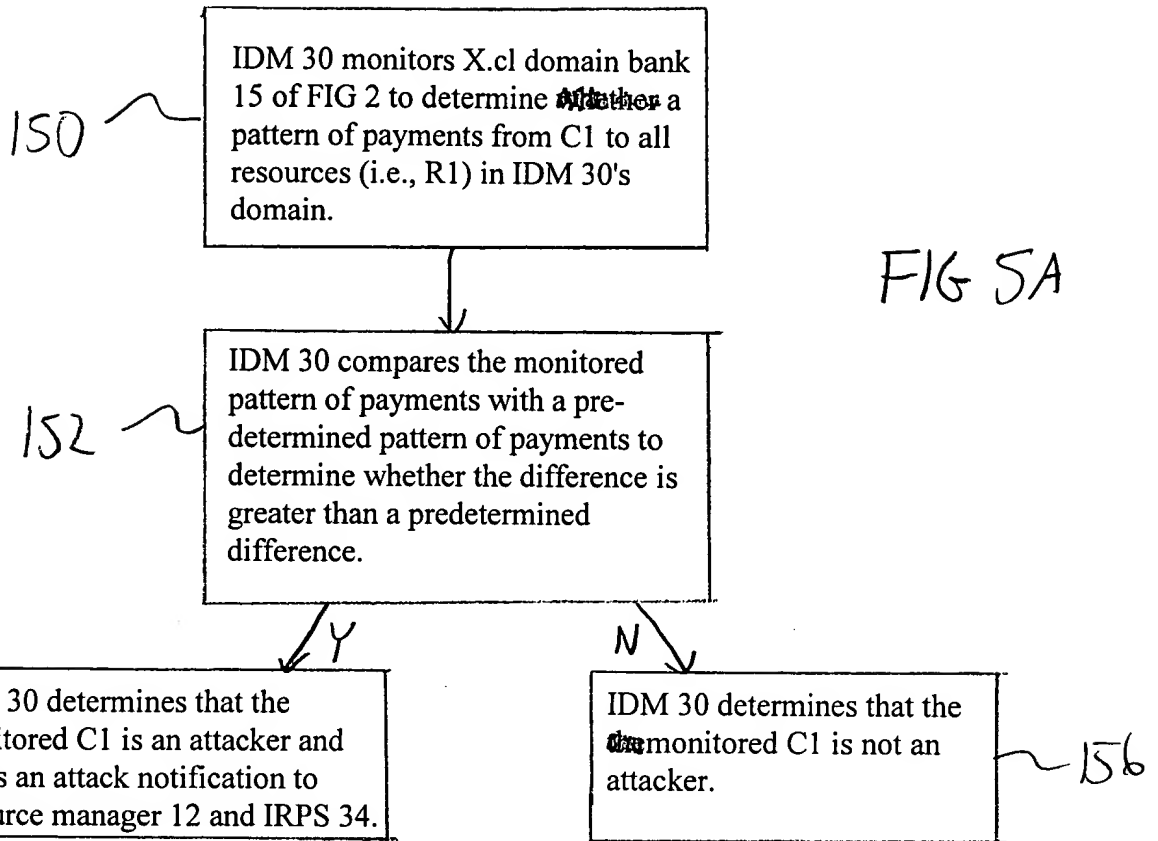 IDM 30 monitors X.cl domain bank
15 of FIG 2 to determine whether a
pattern of payments from C1 to all
resources (i.e., R1) in IDM 30's
domain.
150
FIG 5A
IDM 30 compares the monitored
pattern of payments with a pre-
determined pattern of payments to
determine whether the difference is
greater than a predetermined
difference.
152
Y
N
30 determines that the
itored C1 is an attacker and
s an attack notification to
urce manager 12 and IRPS 34.
IDM 30 determines that the
monitored C1 is not an
attacker.
156